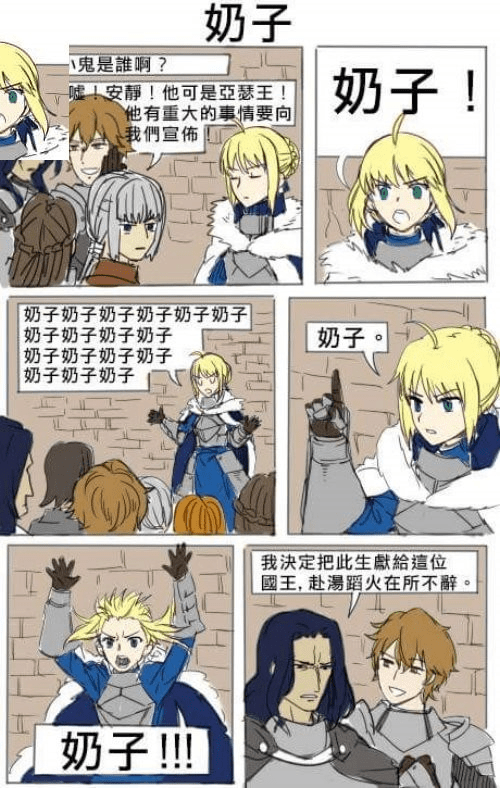 奶子
小鬼是誰啊？
噓！安靜！他可是亞瑟王！
他有重大的事情要向
我們宣佈！
奶子！
奶子奶子奶子奶子奶子奶子
奶子奶子奶子奶子
奶子奶子奶子奶子
奶子奶子奶子
奶子。
奶子!!!
我決定把此生獻給這位
國王，赴湯蹈火在所不辭。